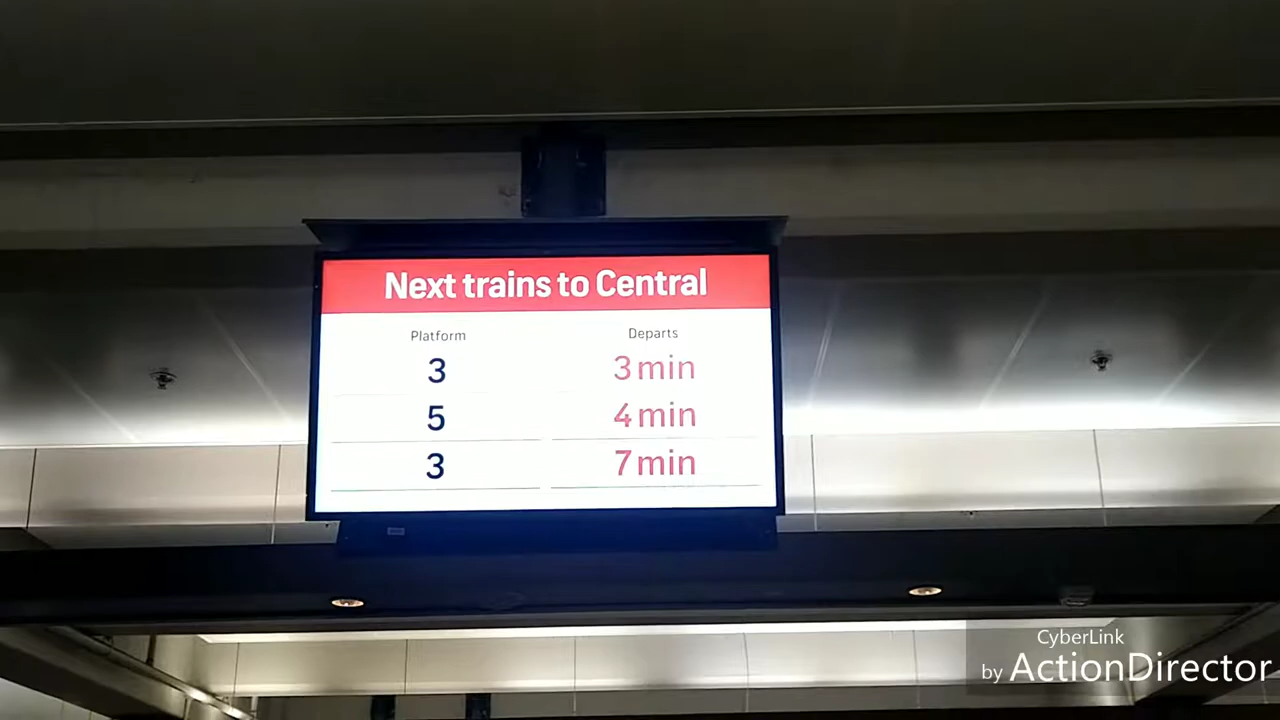 Next trains to Central
Platform Departs
3 3 min
5 4 min
3 7 min
CyberLink
by ActionDirector